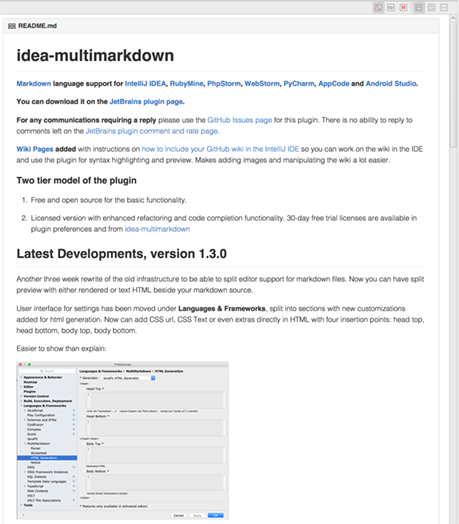 README.md
idea-multimarkdown
Markdown language support for IntelliJ IDEA, RubyMine, PhpStorm, WebStorm, PyCharm, AppCode and Android Studio.
You can download it on the JetBrains plugin page.
For any communications requiring a reply please use the GitHub Issues page for this plugin. There is no ability to reply to
comments left on the JetBrains plugin comment and rate page.
Wiki Pages added with instructions on how to include your GitHub wiki in the IntelliJ IDE so you can work on the wiki in the IDE
and use the plugin for syntax highlighting and preview. Makes adding images and manipulating the wiki a lot easier.
Two tier model of the plugin
1. Free and open source for the basic functionality.
2. Licensed version with enhanced refactoring and code completion functionality. 30-day free trial licenses are available in
plugin preferences and from idea-multimarkdown
Latest Developments, version 1.3.0
Another three week rewrite of the old infrastructure to be able to split editor support for markdown files. Now you can have split
preview with either rendered or text HTML beside your markdown source.
User interface for settings has been moved under Languages & Frameworks, split into sections with new customizations
added for html generation. Now can add CSS url, CSS Text or even extras directly in HTML with four insertion points: head top,
head bottom, body top, body bottom.
Easier to show than explain:
Preferences
Languages & Frameworks › MultiMarkdown › HTML Generation
Appearance & Behavior
* Generator: JavaFx HTML Generator
Keymap
Editor
Head Top *
Plugins
Version Control
Build, Execution, Deployment
Languages & Frameworks
JavaScript
Play Configuration
Schemas and DTDs
Head Bottom *
ColdFusion
Compass
JavaFX
MultiMarkdown
Parser
Body Top *
Worksheet
HTML Generation
Notice
OSGi
OSGi Framework Instances
Body Bottom *
SQL Dialects
Template Data Languages
TypeScript
Web Contexts
XSLT
XSLT File Associations
Tools
* Features only available in enhanced edition.
Cancel
Apply
OK